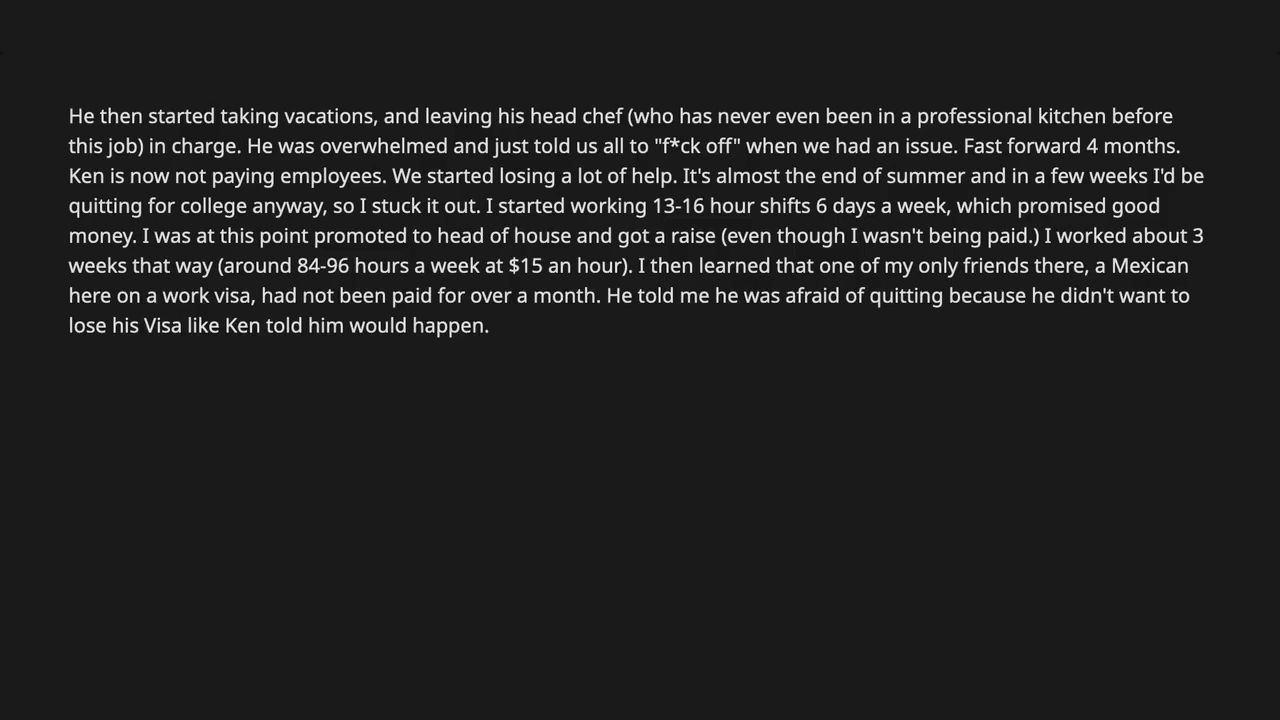 He then started taking vacations, and leaving his head chef (who has never even been in a professional kitchen before
this job) in charge. He was overwhelmed and just told us all to "f*ck off" when we had an issue. Fast forward 4 months.
Ken is now not paying employees. We started losing a lot of help. It's almost the end of summer and in a few weeks I'd be
quitting for college anyway, so I stuck it out. I started working 13-16 hour shifts 6 days a week, which promised good
money. I was at this point promoted to head of house and got a raise (even though I wasn't being paid.) I worked about 3
weeks that way (around 84-96 hours a week at $15 an hour). I then learned that one of my only friends there, a Mexican
here on a work visa, had not been paid for over a month. He told me he was afraid of quitting because he didn't want to
lose his Visa like Ken told him would happen.